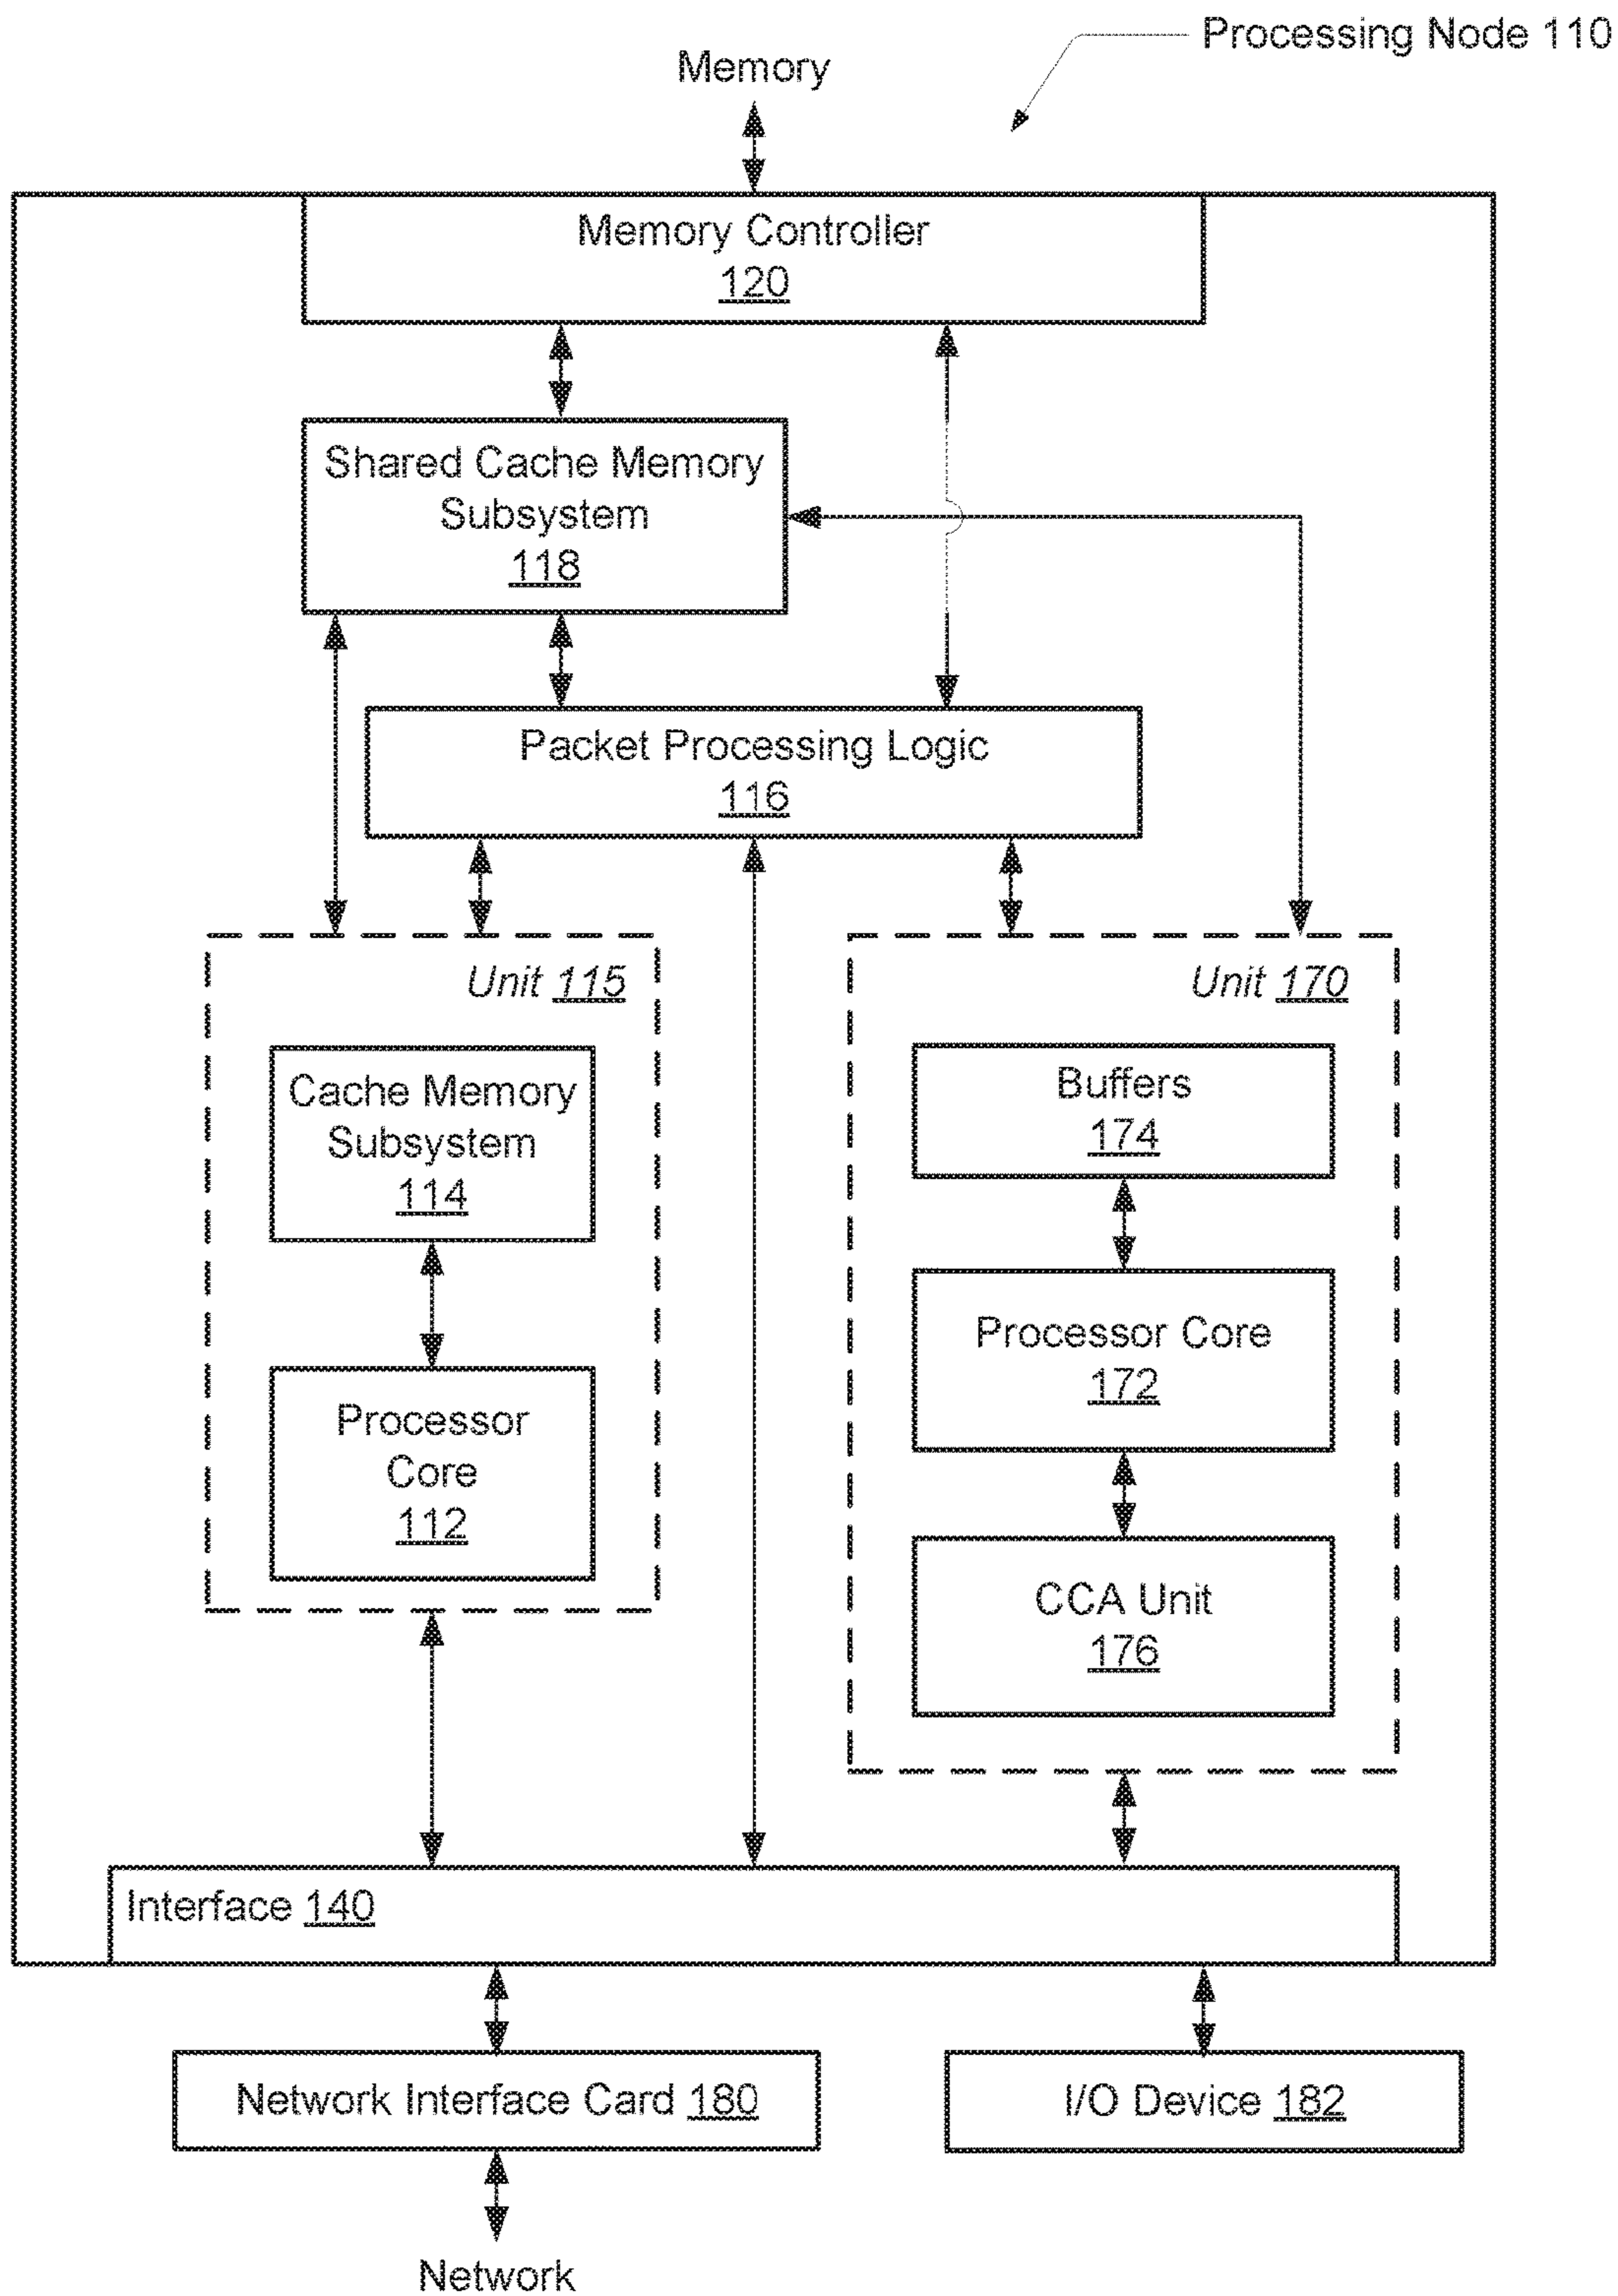 Processing Node 110
Memory
Memory Controller
120
Shared Cache Memory
Subsystem
118
Packet Processing Logic
116
Unit 115
Cache Memory
Subsystem
114
Processor
Core
112
Unit 170
Buffers
174
Processor Core
172
CCA Unit
176
Interface 140
Network Interface Card 180
I/O Device 182
Network